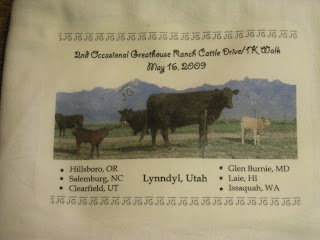 2nd Occasional Greathouse Ranch Cattle Drive/1K Walk
May 16, 2009
• Hillsboro, OR
• Salemburg, NC
• Clearfield, UT
Lynndyl, Utah
• Glen Burnie, MD
• Laie, HI
• Issaquah, WA